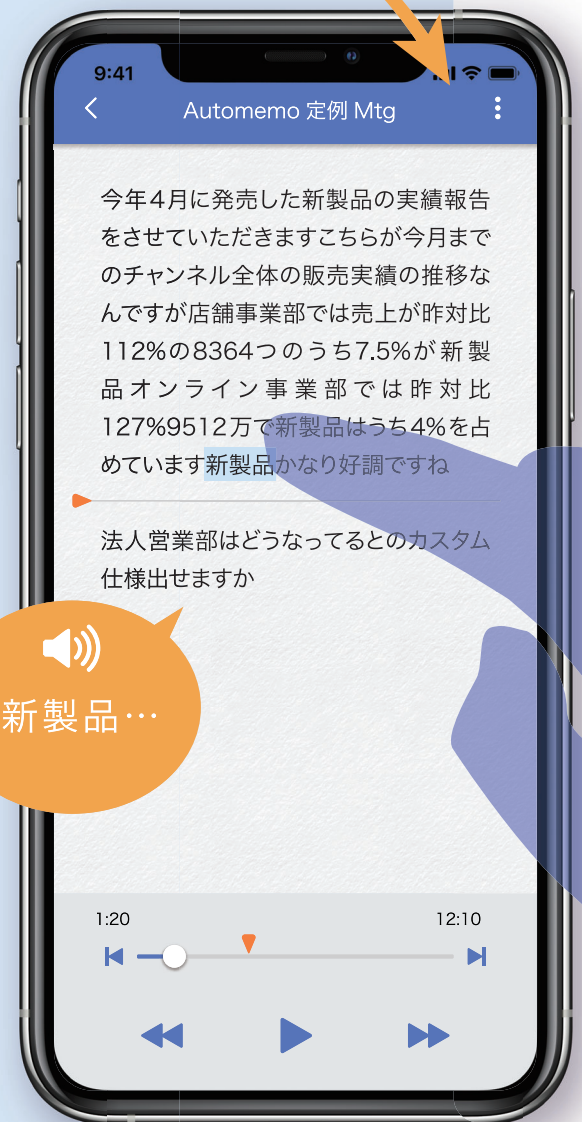 9:41
Automemo 定例 Mtg
今年4月に発売した新製品の実績報告
をさせていただきますこちらが今月まで
のチャンネル全体の販売実績の推移な
んですが店舗事業部では売上が昨対比
112%の8364つのうち7.5%が新製
品オンライン事業部では昨対比
127%9512万で新製品はうち4%を占
めています新製品かなり好調ですね
法人営業部はどうなってるとのカスタム
仕様出せますか
新製品…
1:20
12:10